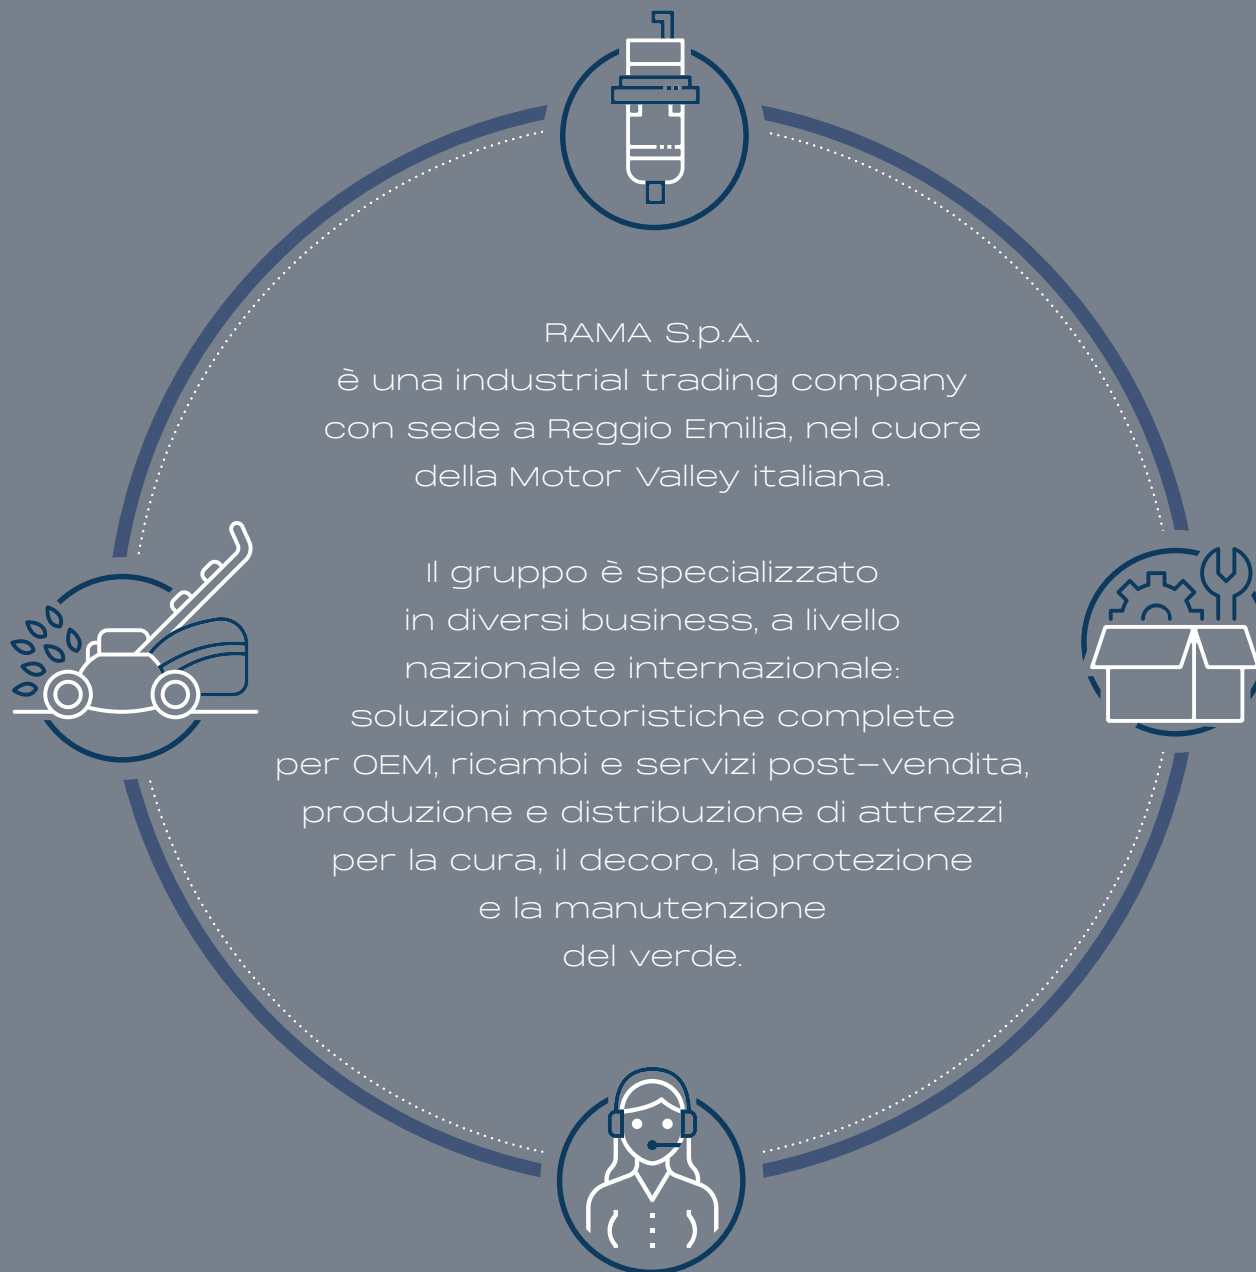 RAMA S.p.A.
è una industrial trading company
con sede a Reggio Emilia, nel cuore
della Motor Valley italiana.
Il gruppo è specializzato
in diversi business, a livello
nazionale e internazionale:
soluzioni motoristiche complete
per OEM, ricambi e servizi post-vendita,
produzione e distribuzione di attrezzi
per la cura, il decoro, la protezione
e la manutenzione
del verde.